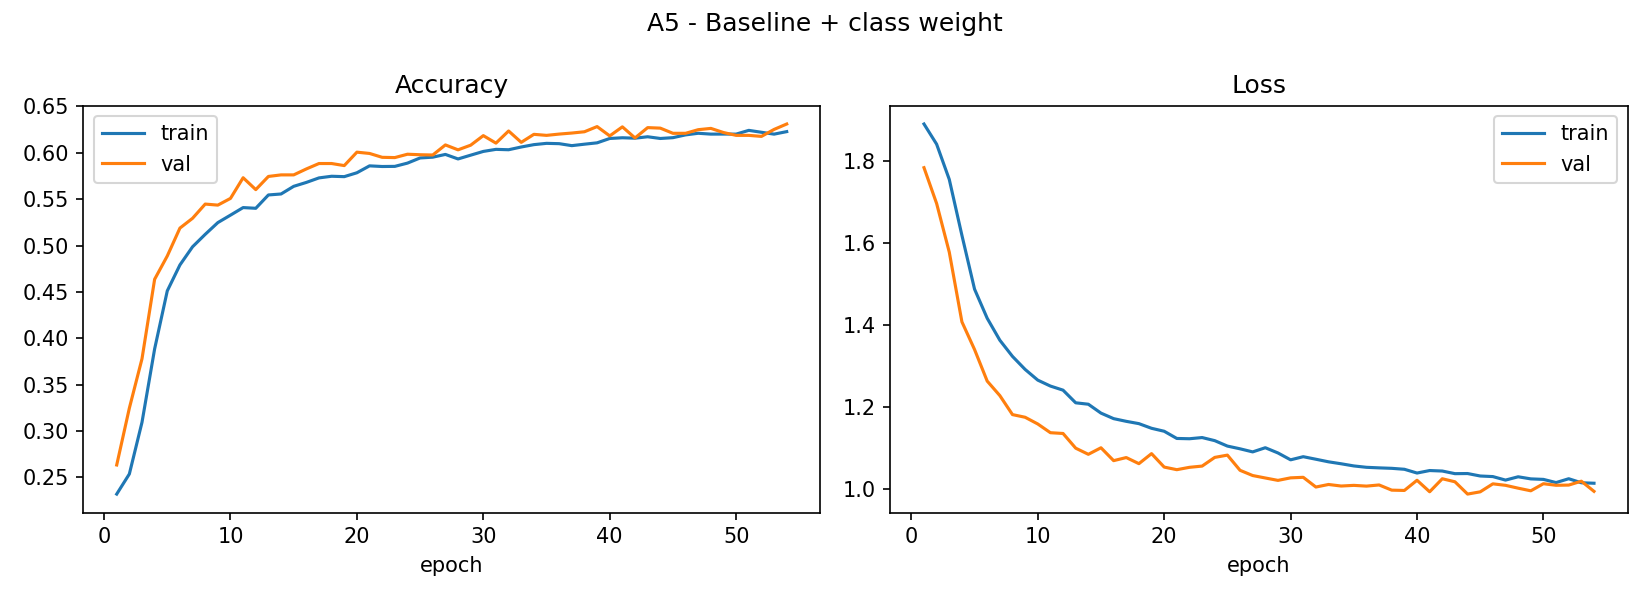 A5 - Baseline + class weight
Accuracy
0.65
0.60
0.55
0.50
0.45
0.40
0.35
0.30
0.25
train
val
0 10 20 30 40 50
epoch
Loss
1.8
1.6
1.4
1.2
1.0
train
val
0 10 20 30 40 50
epoch